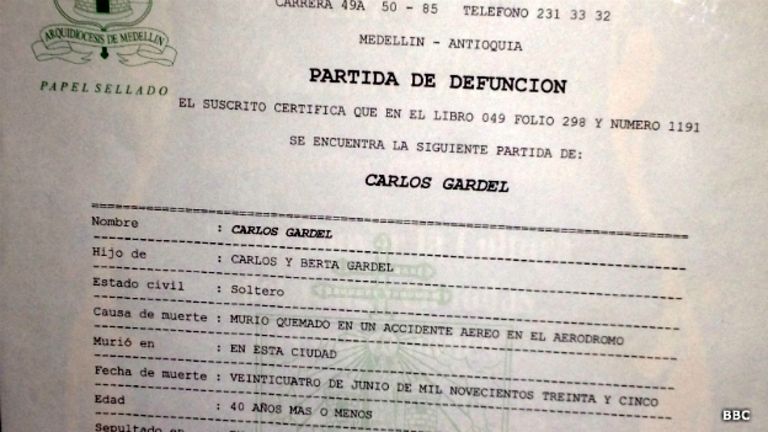 CARRERA 49A 50 - 85 TELEFONO 231 33 32
ARQUIDIOCESIS DE MEDELLIN
MEDELLIN - ANTIOQUIA
PAPEL SELLADO
PARTIDA DE DEFUNCION
EL SUSCRITO CERTIFICA QUE EN EL LIBRO 049 FOLIO 298 Y NUMERO 1191
SE ENCUENTRA LA SIGUIENTE PARTIDA DE:
CARLOS GARDEL
Nombre : CARLOS GARDEL
Hijo de : CARLOS Y BERTA GARDEL
Estado civil : Soltero
Causa de muerte : MURIO QUEMADO EN UN ACCIDENTE AEREO EN EL AERODROMO
Murió en : EN ESTA CIUDAD
Fecha de muerte : VEINTICUATRO DE JUNIO DE MIL NOVECIENTOS TREINTA Y CINCO
Edad : 40 AÑOS MAS O MENOS
Sepultado en
BBC